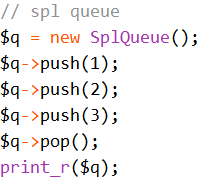 // spl queue
$q = new SplQueue();
$q->push(1);
$q->push(2);
$q->push(3);
$q->pop();
print_r($q);